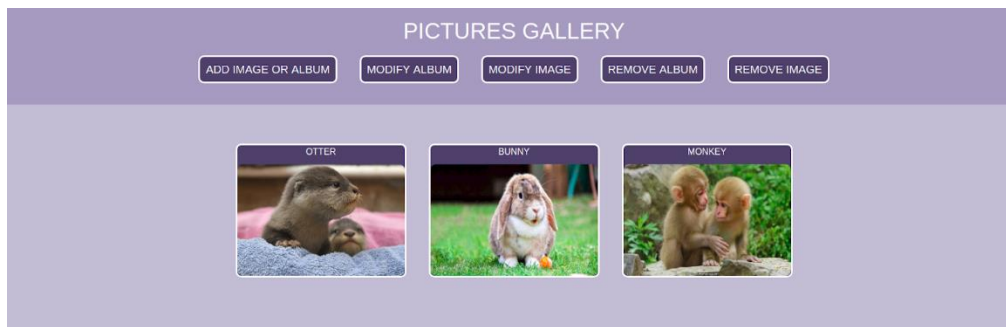 PICTURES GALLERY
ADD IMAGE OR ALBUM MODIFY ALBUM MODIFY IMAGE REMOVE ALBUM REMOVE IMAGE
OTTER BUNNY MONKEY